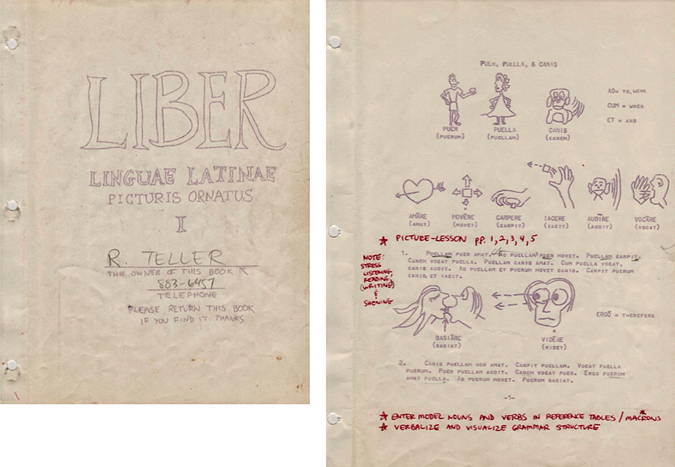 LIBER
LINGUAE LATINAE
PICTURIS ORNATUS
I
R. TELLER
THE OWNER OF THIS BOOK
803-6457
TELEPHONE
PLEASE RETURN THIS BOOK
IF YOU FIND IT. THANKS
PUER, PUELLA, & CANIS
PUER
(PUERUM)
PUELLA
(PUELLAM)
CANIS
(CANEM)
CUM = WHEN
ET = AND
AMĀRE
(AMAT)
MOVĒRE
(MOVET)
CARPERE
(CARPIT)
IACERE
(IACIT)
AUDĪRE
(AUDIT)
VOCĀRE
(VOCAT)
★ PICTURE-LESSON PP. 1, 2, 3, 4, 5
NOTE:
STRESS
LISTENING,
READING,
(WRITING)
&
SHOWING
1. PUELLAM PUER AMAT. AD PUELLAM PUER MOVET. PUELLAM CARPIT.
CANEM VOCAT PUELLA. PUELLAM CANIS AMAT. CUM PUELLA VOCAT,
CANIS AUDIT. AD PUELLAM ET PUERUM MOVET CANIS. CARPIT PUERUM
CANIS ET IACIT.
BASIĀRE
(BASIAT)
VIDĒRE
(VIDET)
ERGŌ = THEREFORE
2. CANIS PUELLAM NON AMAT. CARPIT PUELLAM. VOCAT PUELLA
PUERUM. PUER PUELLAM AUDIT. CANEM VOCAT PUER. ERGO PUERUM
AMAT PUELLA. AD PUERUM MOVET. PUERUM BASIAT.
-1-
★ ENTER MODEL NOUNS AND VERBS IN REFERENCE TABLES / MACRONS
★ VERBALIZE AND VISUALIZE GRAMMAR STRUCTURE